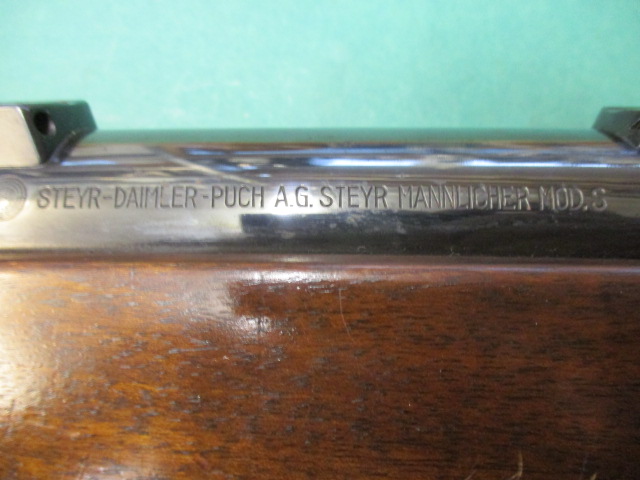 STEYR-DAIMLER-PUCH A.G. STEYR MANNLICHER MOD.S